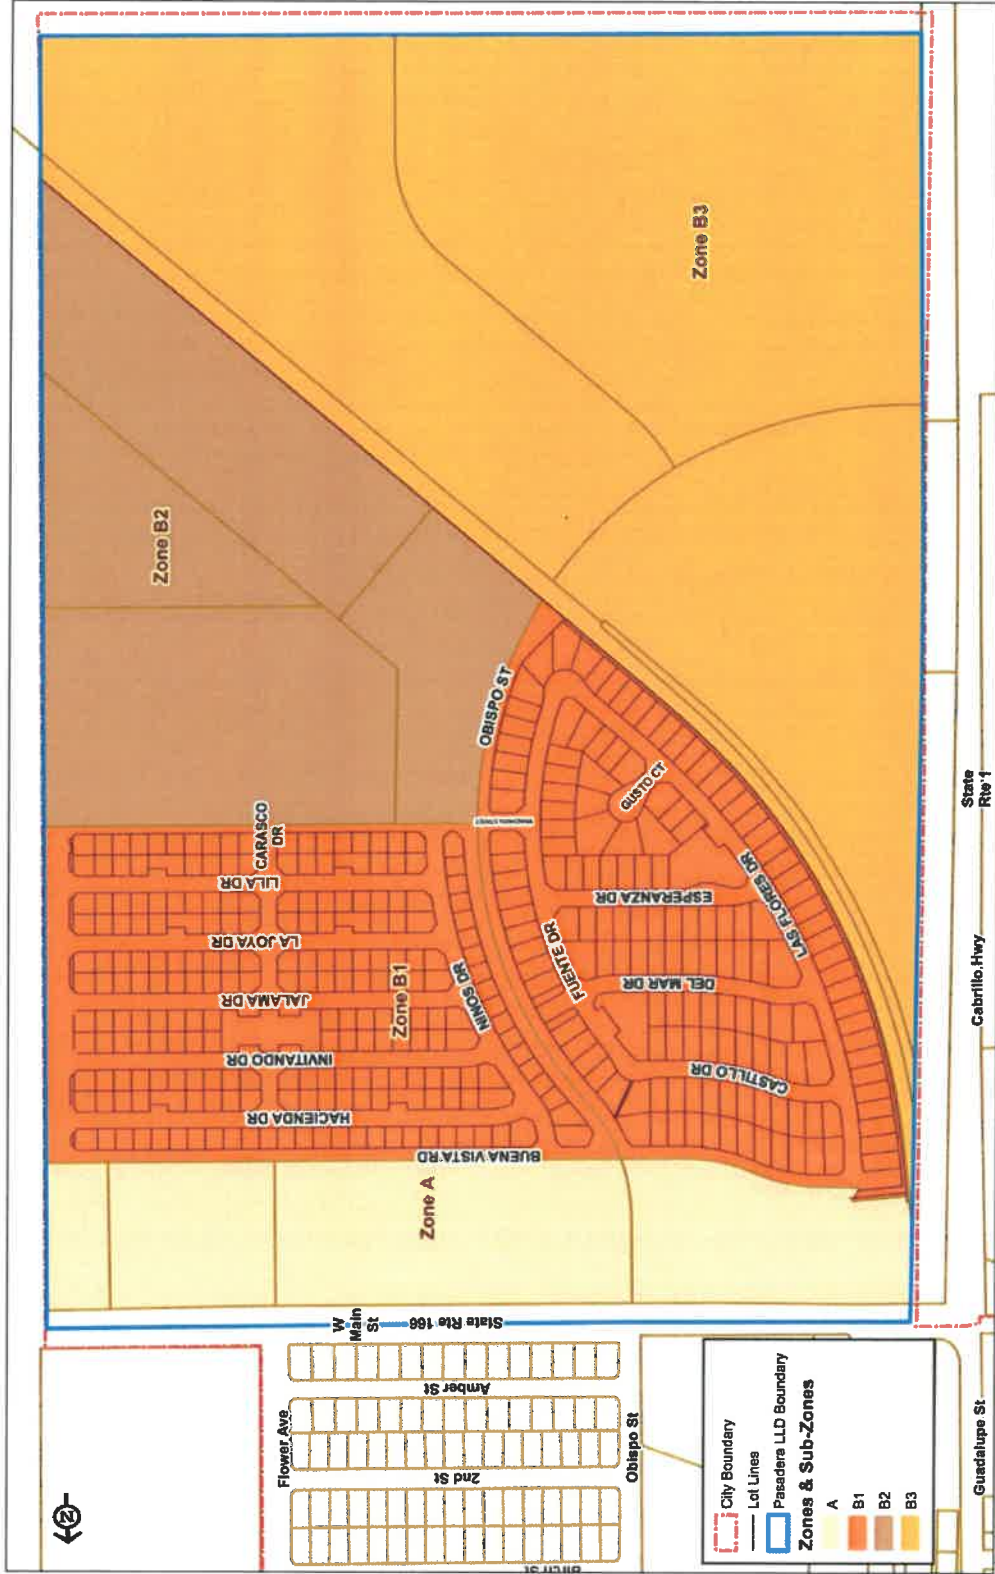 Zone B3
Zone B2
OBISPO ST
GUSTO CT
CARASCO
DR
LILA DR
LA JOYA DR
JALAMA DR
Zone B1
INVITANDO DR
HACIENDA DR
NINOS DR
FUENTE DR
ESPERANZA DR
LAS FLORES DR
DEL MAR DR
CASTILLO DR
BUENA VISTA RD
Zone A
State Rte 166
W
Main
St
Amber St
Flower Ave
2nd St
Obispo St
Birch St
State
Rte 1
Cabrillo Hwy
Guadalupe St
N
City Boundary
Lot Lines
Pasadera LLD Boundary
Zones & Sub-Zones
A
B1
B2
B3